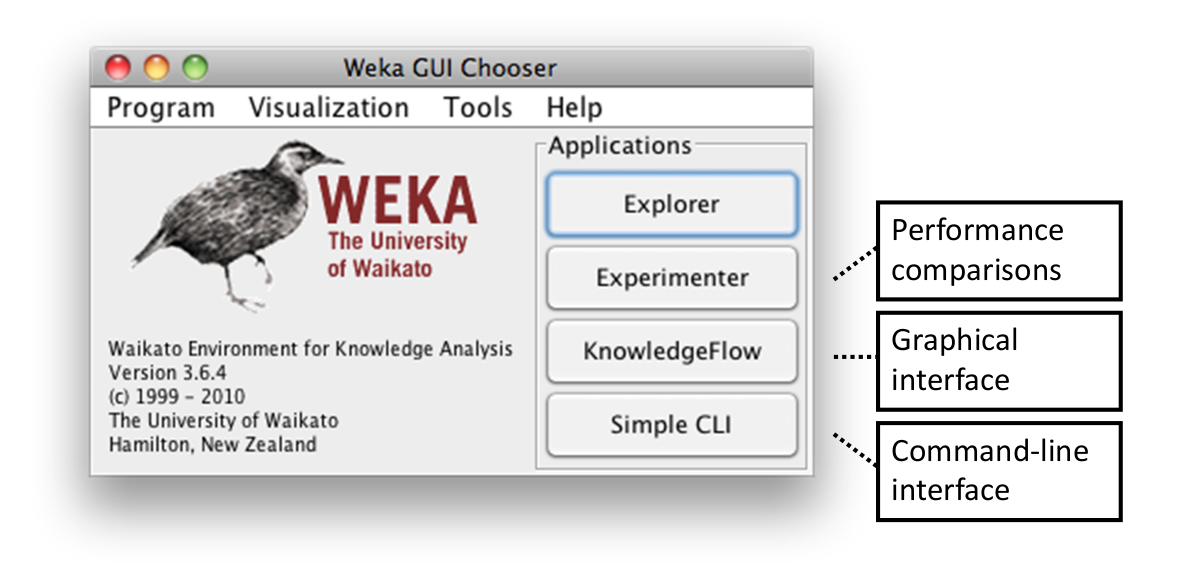 Weka GUI Chooser
Program Visualization Tools Help
WEKA
The University
of Waikato
Waikato Environment for Knowledge Analysis
Version 3.6.4
(c) 1999 – 2010
The University of Waikato
Hamilton, New Zealand
Applications
Explorer
Experimenter
KnowledgeFlow
Simple CLI
Performance
comparisons
Graphical
interface
Command-line
interface